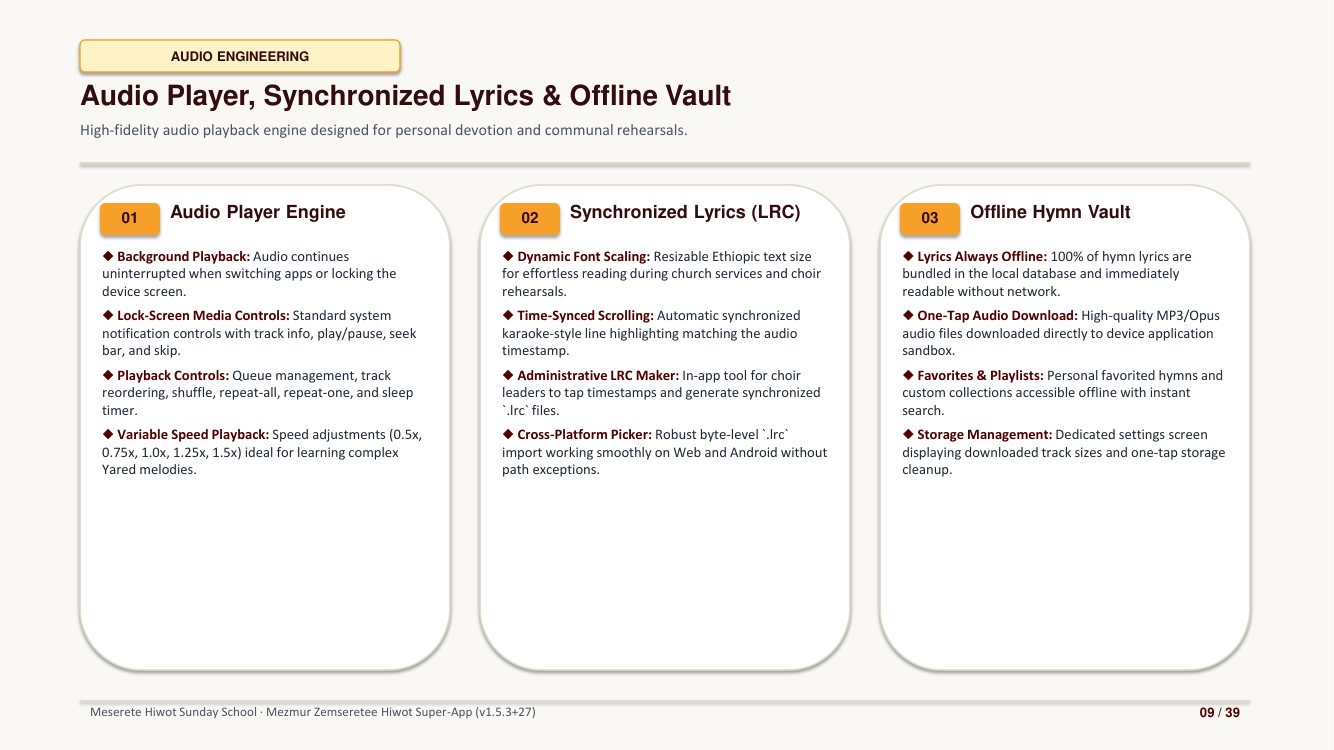 AUDIO ENGINEERING
Audio Player, Synchronized Lyrics & Offline Vault
High-fidelity audio playback engine designed for personal devotion and communal rehearsals.
01
Audio Player Engine
◆ Background Playback: Audio continues
uninterrupted when switching apps or locking the
device screen.
◆ Lock-Screen Media Controls: Standard system
notification controls with track info, play/pause, seek
bar, and skip.
◆ Playback Controls: Queue management, track
reordering, shuffle, repeat-all, repeat-one, and sleep
timer.
◆ Variable Speed Playback: Speed adjustments (0.5x,
0.75x, 1.0x, 1.25x, 1.5x) ideal for learning complex
Yared melodies.
02
Synchronized Lyrics (LRC)
◆ Dynamic Font Scaling: Resizable Ethiopic text size
for effortless reading during church services and choir
rehearsals.
◆ Time-Synced Scrolling: Automatic synchronized
karaoke-style line highlighting matching the audio
timestamp.
◆ Administrative LRC Maker: In-app tool for choir
leaders to tap timestamps and generate synchronized
`.lrc` files.
◆ Cross-Platform Picker: Robust byte-level `.lrc`
import working smoothly on Web and Android without
path exceptions.
03
Offline Hymn Vault
◆ Lyrics Always Offline: 100% of hymn lyrics are
bundled in the local database and immediately
readable without network.
◆ One-Tap Audio Download: High-quality MP3/Opus
audio files downloaded directly to device application
sandbox.
◆ Favorites & Playlists: Personal favorited hymns and
custom collections accessible offline with instant
search.
◆ Storage Management: Dedicated settings screen
displaying downloaded track sizes and one-tap storage
cleanup.
Meserete Hiwot Sunday School · Mezmur Zemseretee Hiwot Super-App (v1.5.3+27)
09 / 39